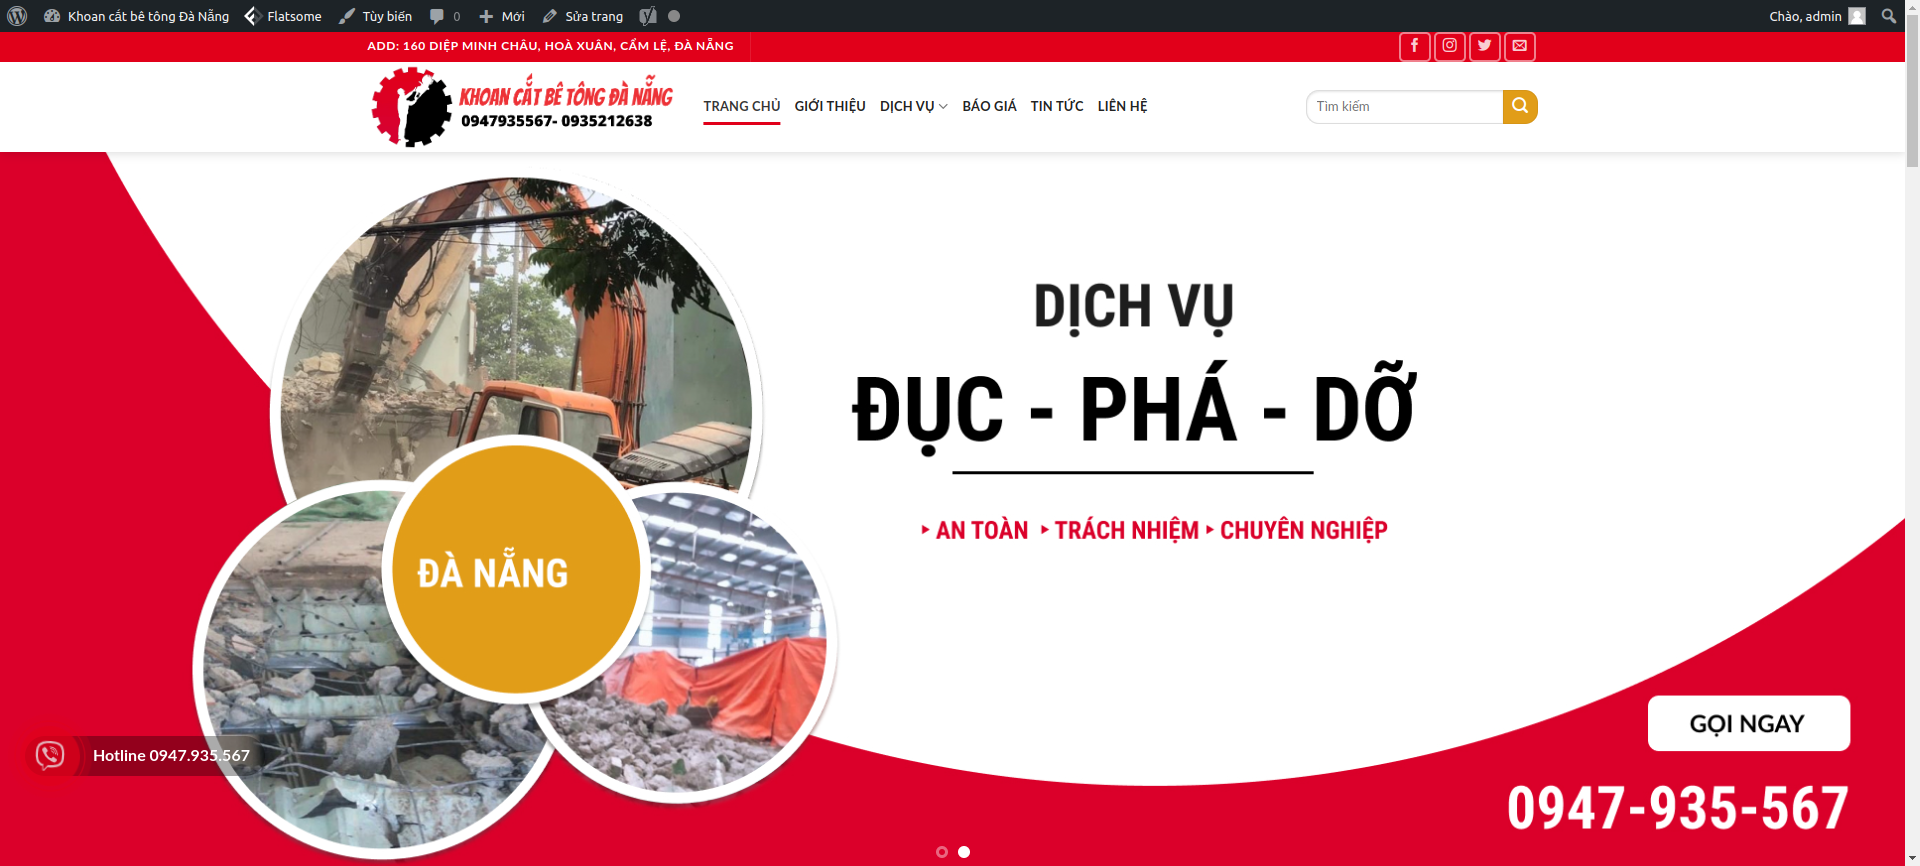 Khoan cắt bê tông Đà Nẵng Flatsome Tùy biến 0 Mới Sửa trang Chào, admin
ADD: 160 DIỆP MINH CHÂU, HOÀ XUÂN, CẨM LỆ, ĐÀ NẴNG
KHOAN CẮT BÊ TÔNG ĐÀ NẴNG
0947935567- 0935212638
TRANG CHỦ GIỚI THIỆU DỊCH VỤ BÁO GIÁ TIN TỨC LIÊN HỆ
Tìm kiếm
DỊCH VỤ
ĐỤC - PHÁ - DỠ
‣ AN TOÀN ‣ TRÁCH NHIỆM ‣ CHUYÊN NGHIỆP
ĐÀ NẴNG
Hotline 0947.935.567
GỌI NGAY
0947-935-567